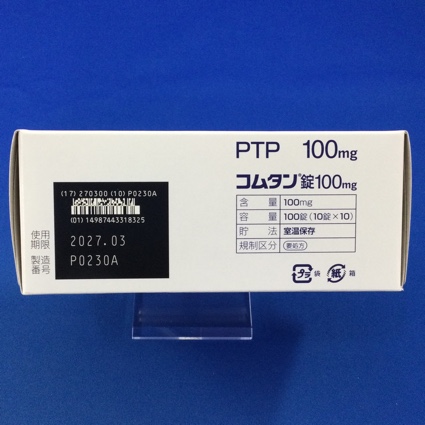 PTP 100mg
コムタン®錠100mg
含量 100mg
容量 100錠(10錠×10)
貯法 室温保存
規制区分 要処方
プラ 袋 紙 箱
(17) 270300 (10) P0230A
(01) 14987443318325
使用期限 2027.03
製造番号 P0230A